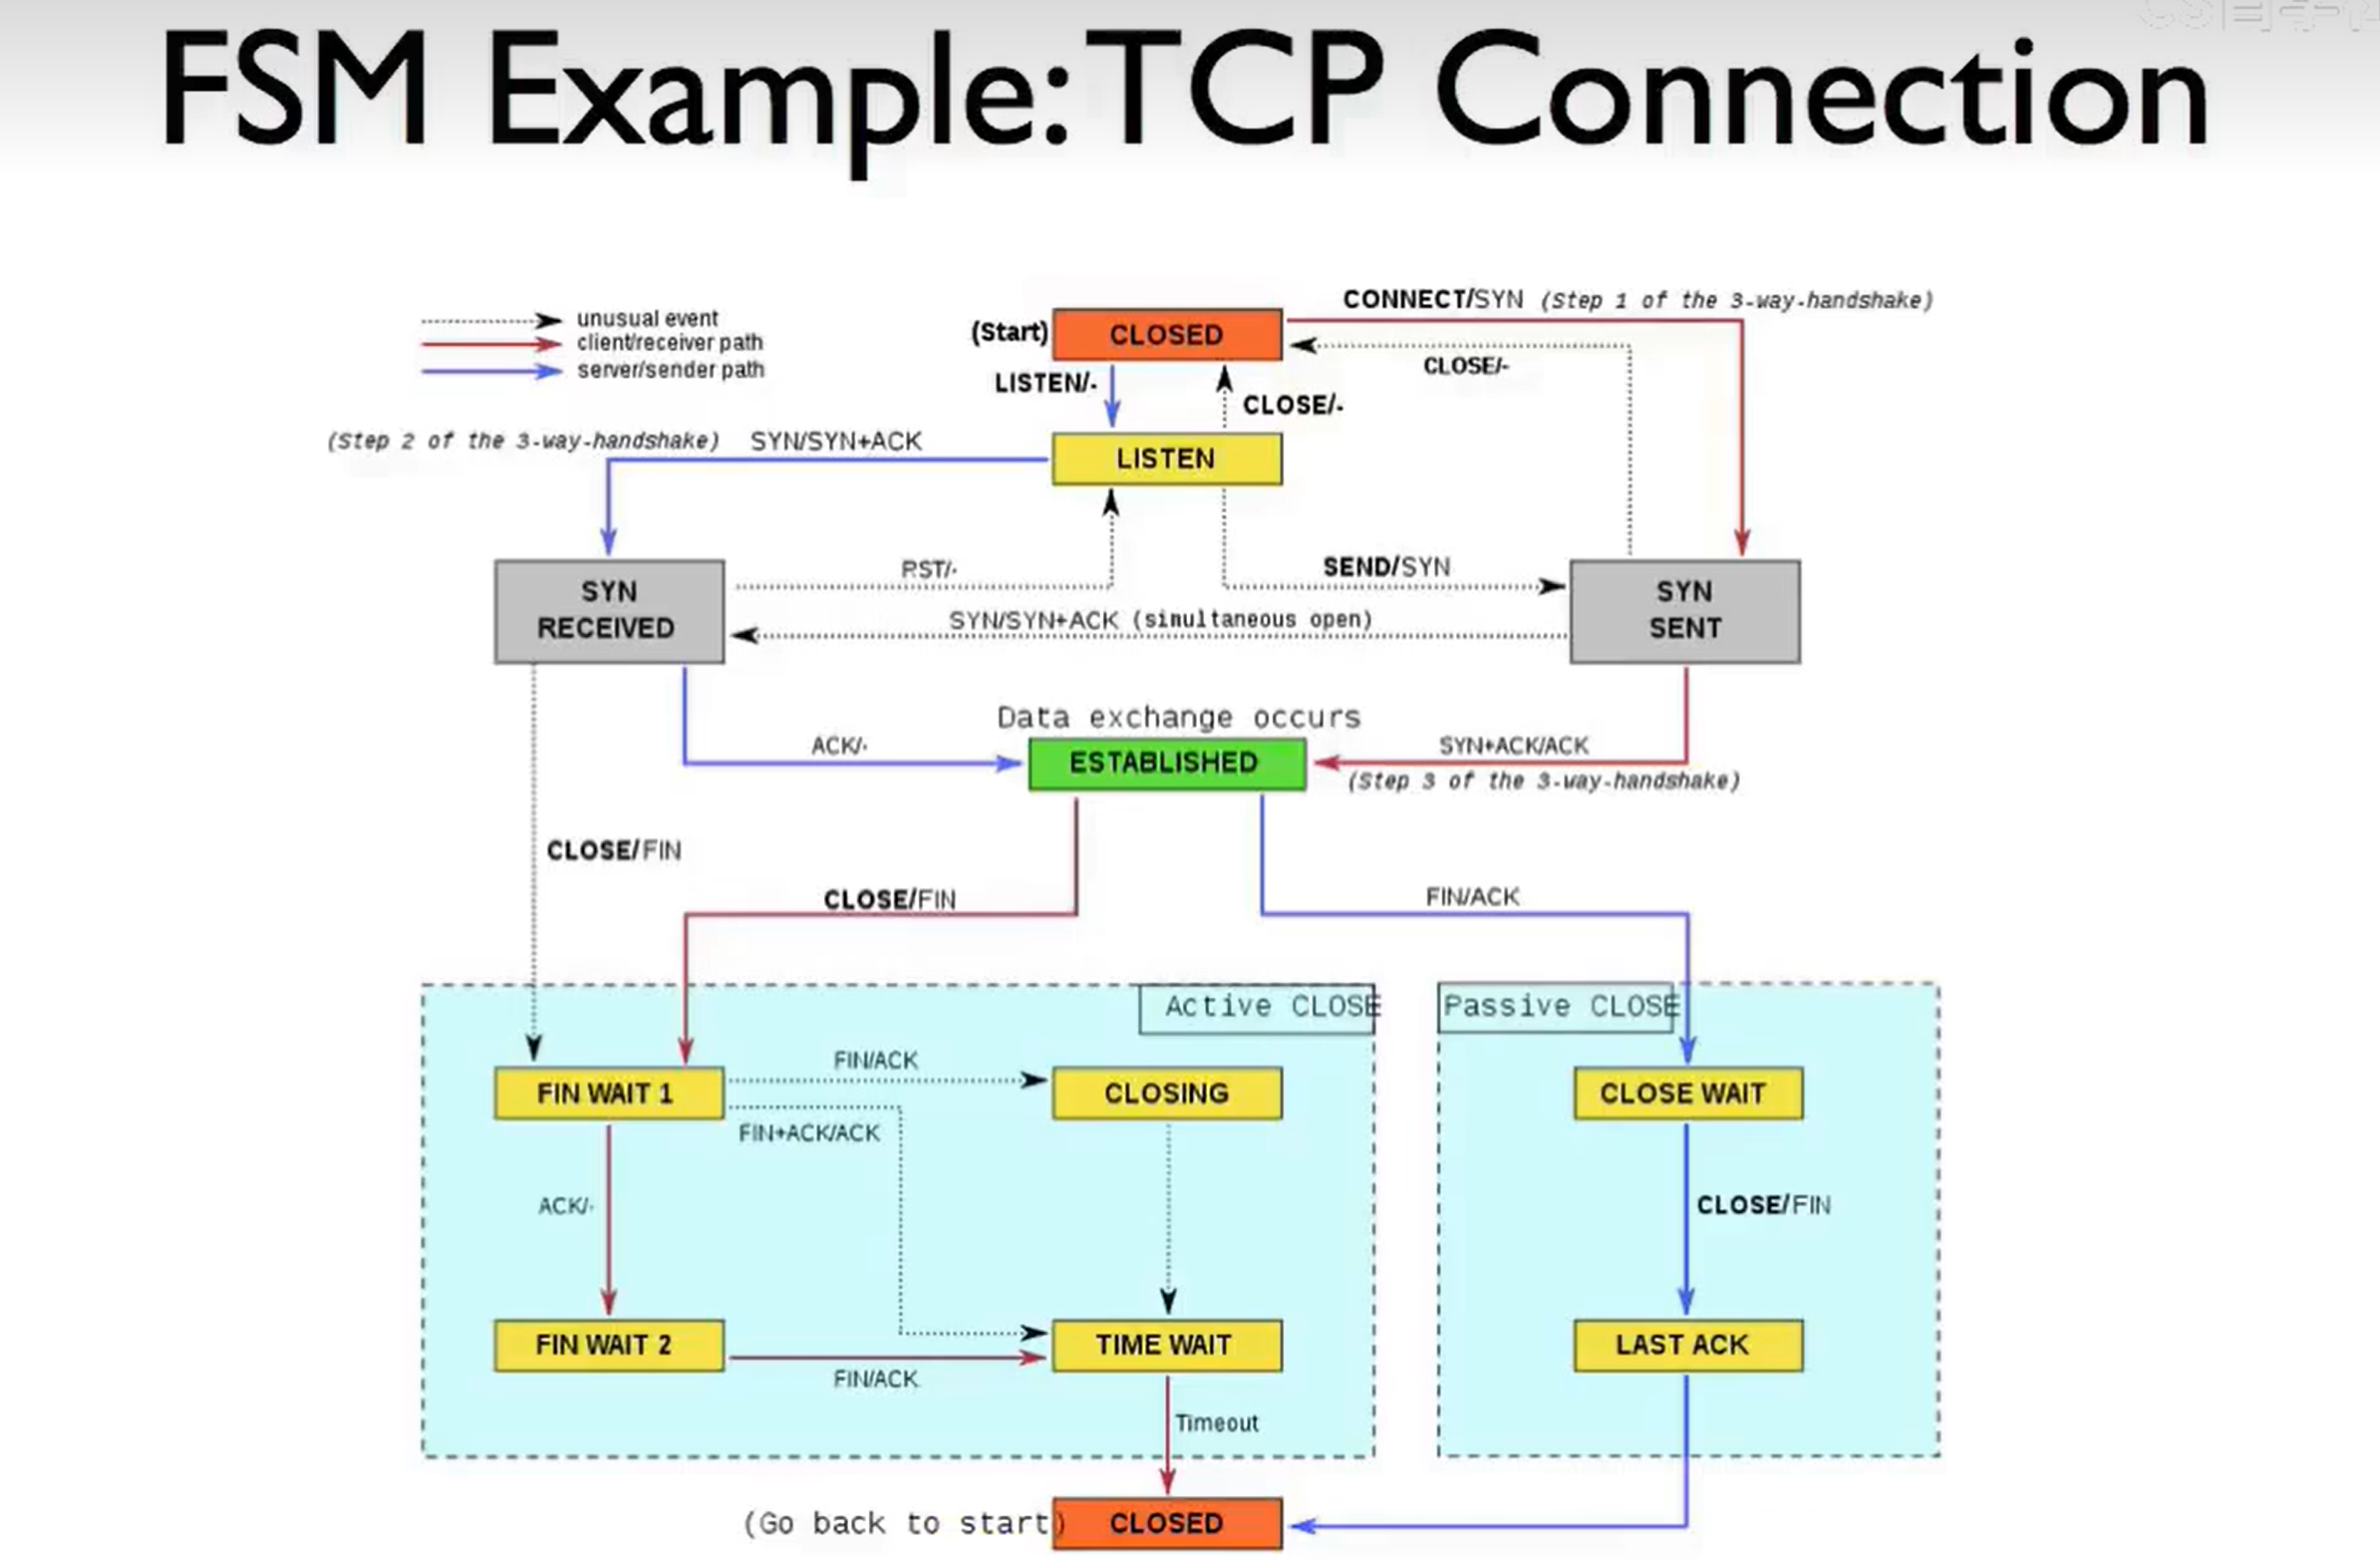 FSM Example: TCP Connection
unusual event
client/receiver path
server/sender path
(Start)
CLOSED
CONNECT/SYN (Step 1 of the 3-way-handshake)
CLOSE/-
LISTEN/-
CLOSE/-
(Step 2 of the 3-way-handshake) SYN/SYN+ACK
LISTEN
SYN
RECEIVED
RST/-
SEND/SYN
SYN
SENT
SYN/SYN+ACK (simultaneous open)
Data exchange occurs
ACK/-
ESTABLISHED
SYN+ACK/ACK
(Step 3 of the 3-way-handshake)
CLOSE/FIN
CLOSE/FIN
FIN/ACK
Active CLOSE
Passive CLOSE
FIN WAIT 1
FIN/ACK
CLOSING
CLOSE WAIT
FIN+ACK/ACK
ACK/-
CLOSE/FIN
FIN WAIT 2
TIME WAIT
LAST ACK
FIN/ACK
Timeout
(Go back to start)
CLOSED